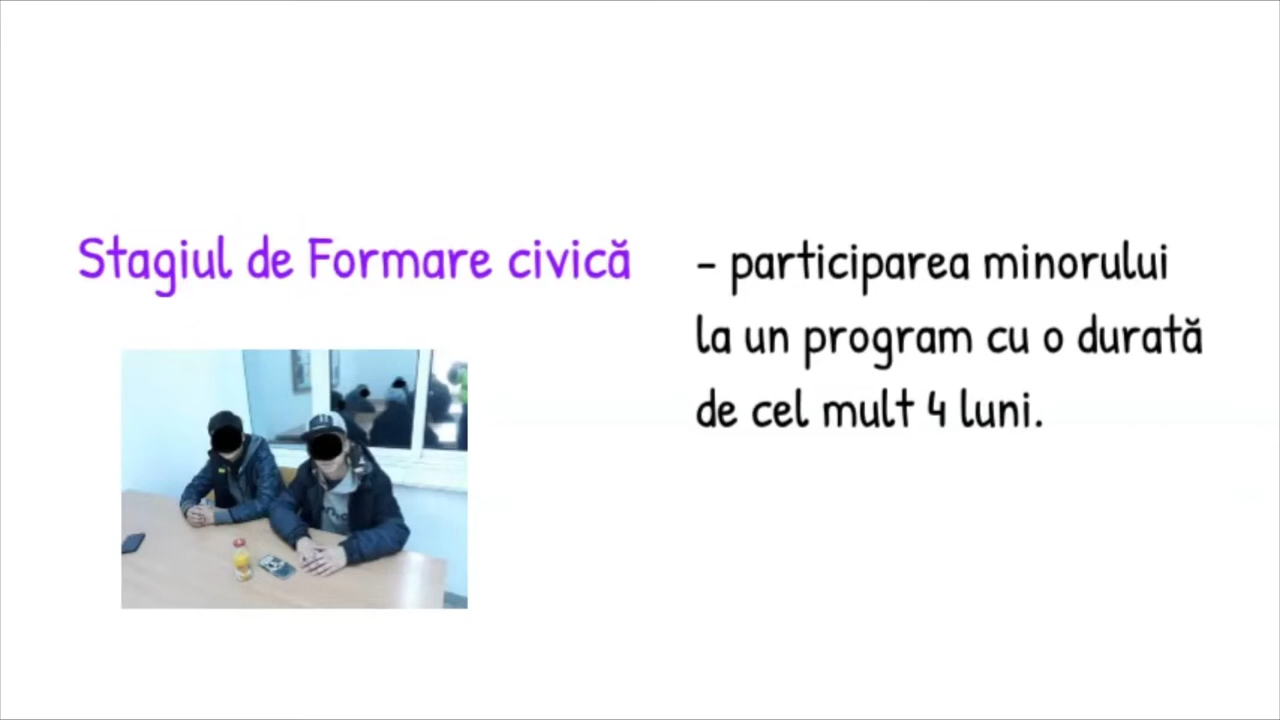 Stagiul de Formare civică
- participarea minorului
la un program cu o durată
de cel mult 4 luni.